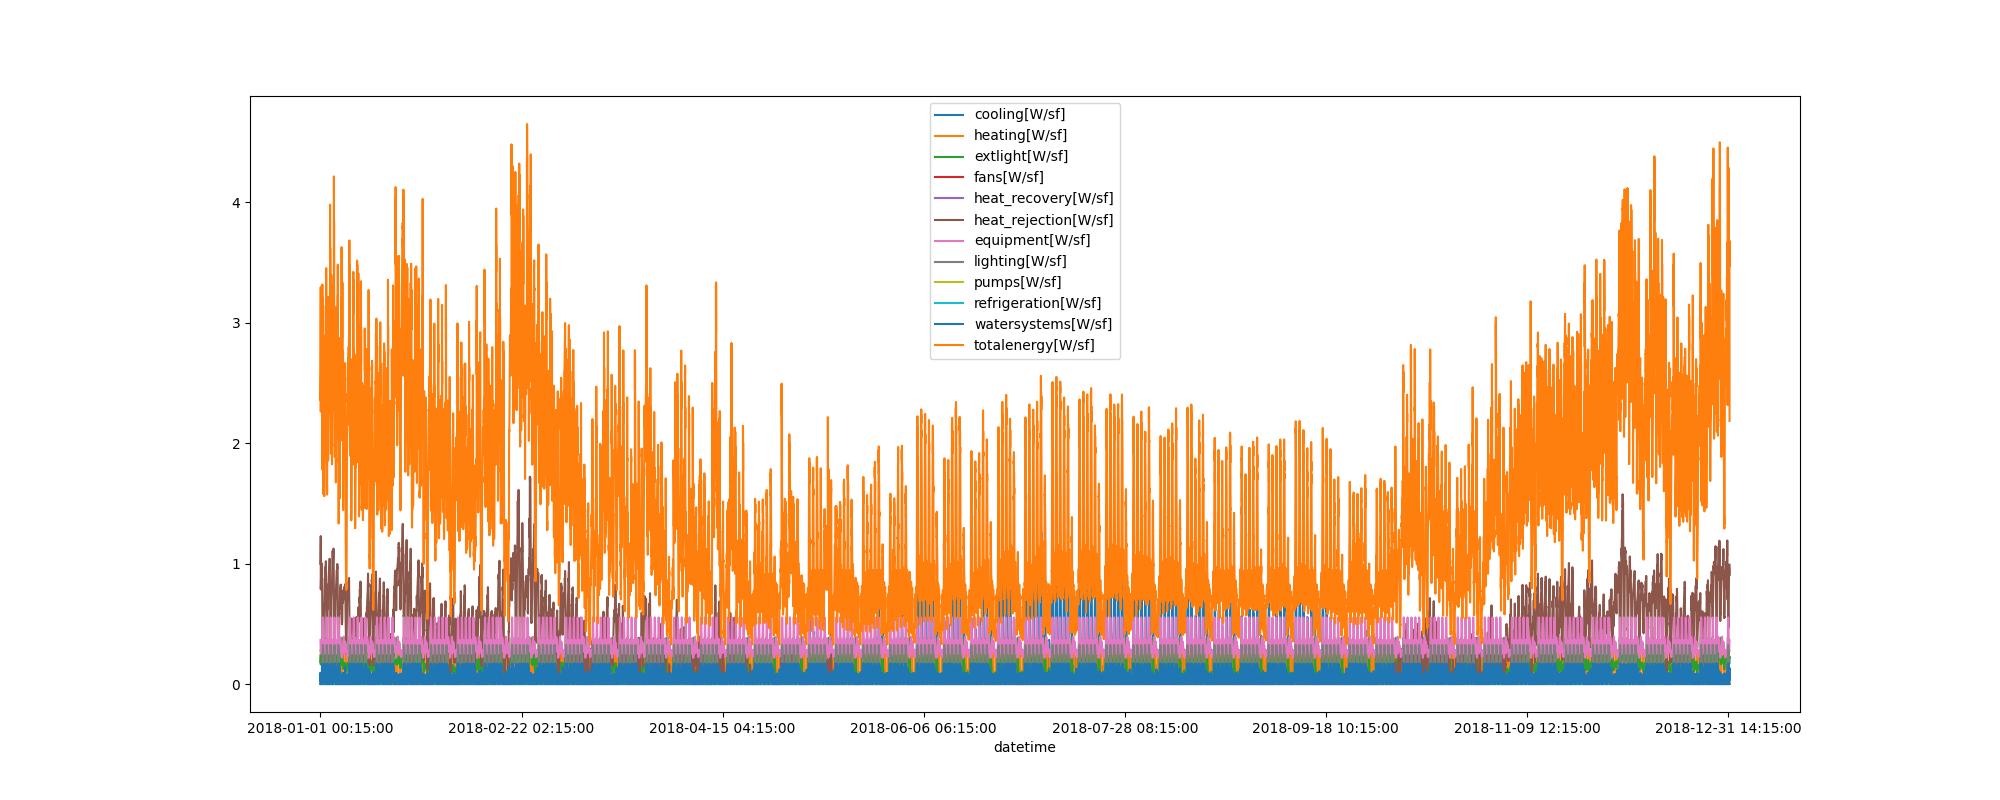 cooling[W/sf]
heating[W/sf]
extlight[W/sf]
fans[W/sf]
heat_recovery[W/sf]
heat_rejection[W/sf]
equipment[W/sf]
lighting[W/sf]
pumps[W/sf]
refrigeration[W/sf]
watersystems[W/sf]
totalenergy[W/sf]
4
3
2
1
0
2018-01-01 00:15:00 2018-02-22 02:15:00 2018-04-15 04:15:00 2018-06-06 06:15:00 2018-07-28 08:15:00 2018-09-18 10:15:00 2018-11-09 12:15:00 2018-12-31 14:15:00
datetime